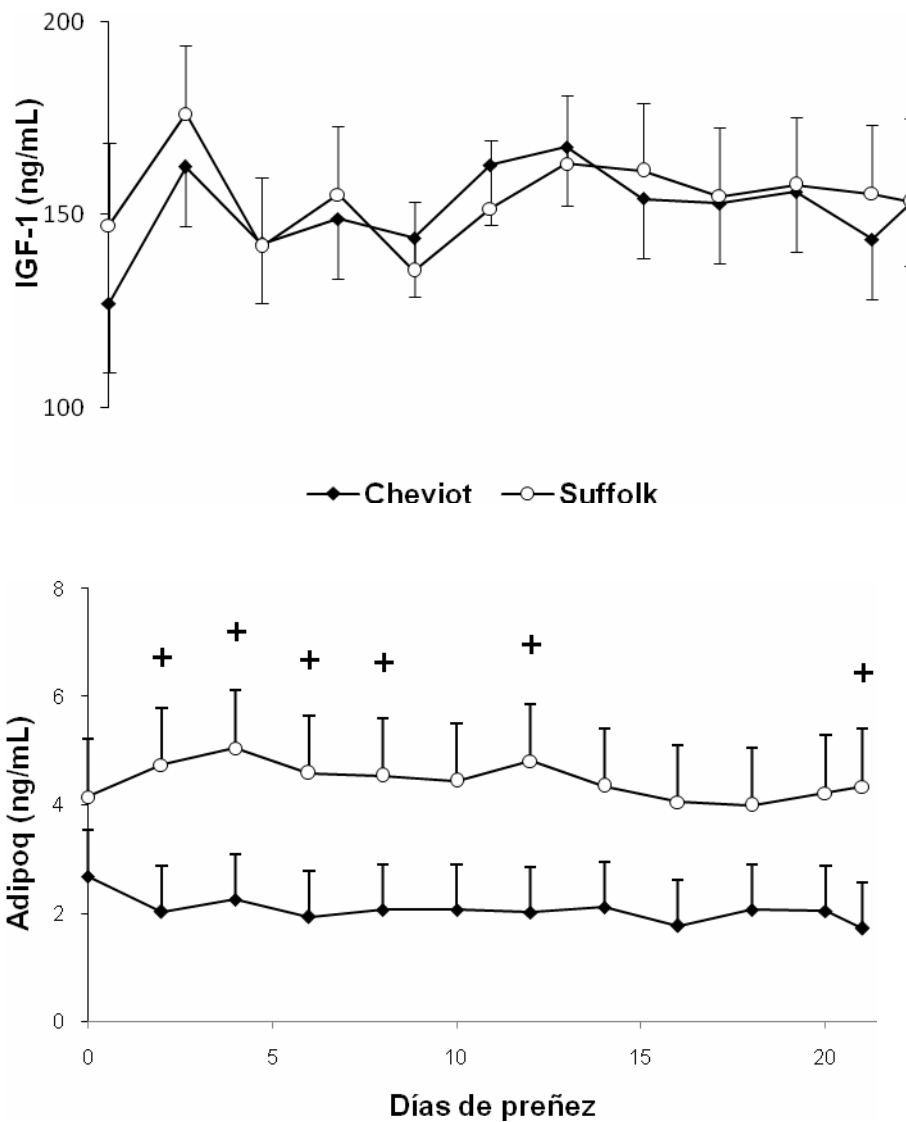 200
150
100
IGF-1 (ng/mL)
Cheviot Suffolk
8
6
4
2
0
+ + + + + +
Adipoq (ng/mL)
0 5 10 15 20
Días de preñez